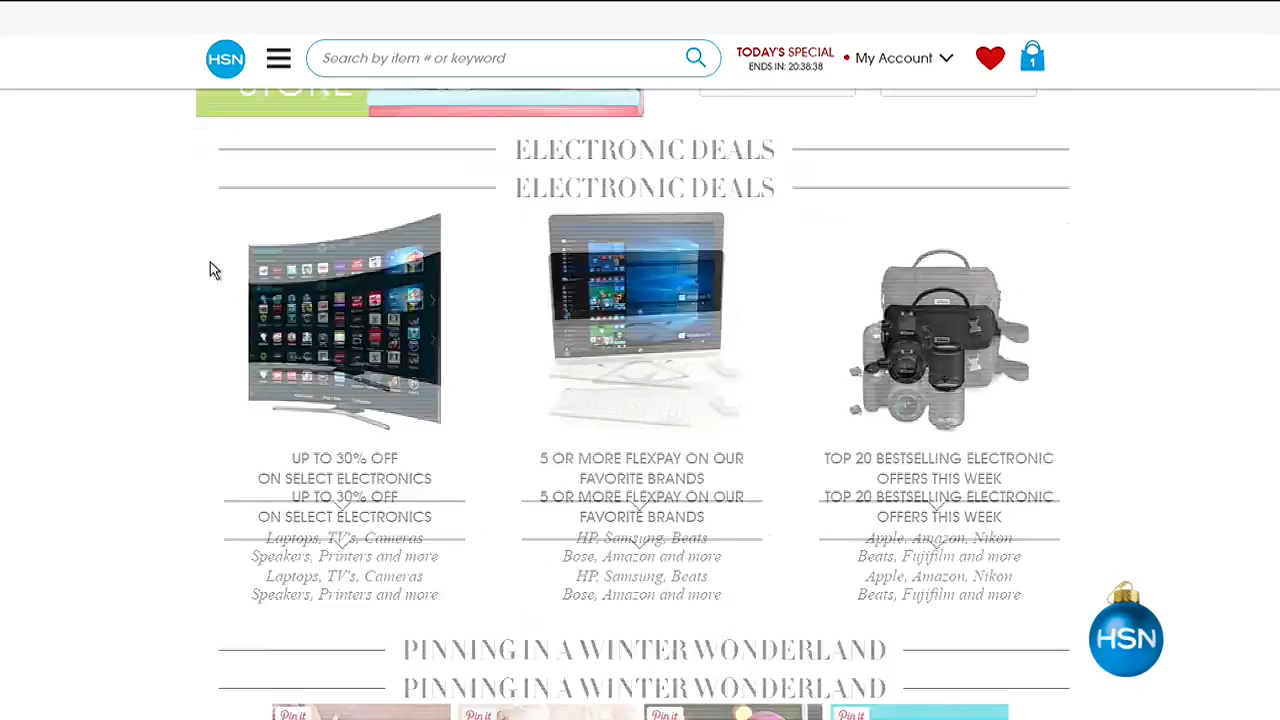 HSN
Search by item # or keyword
TODAY'S SPECIAL
ENDS IN: 20:38:38
My Account
1
STORE
ELECTRONIC DEALS
ELECTRONIC DEALS
UP TO 30% OFF
ON SELECT ELECTRONICS
UP TO 30% OFF
ON SELECT ELECTRONICS
Laptops, TV's, Cameras
Speakers, Printers and more
Laptops, TV's, Cameras
Speakers, Printers and more
5 OR MORE FLEXPAY ON OUR
FAVORITE BRANDS
5 OR MORE FLEXPAY ON OUR
FAVORITE BRANDS
HP, Samsung, Beats
Bose, Amazon and more
HP, Samsung, Beats
Bose, Amazon and more
TOP 20 BESTSELLING ELECTRONIC
OFFERS THIS WEEK
TOP 20 BESTSELLING ELECTRONIC
OFFERS THIS WEEK
Apple, Amazon, Nikon
Beats, Fujifilm and more
Apple, Amazon, Nikon
Beats, Fujifilm and more
HSN
PINNING IN A WINTER WONDERLAND
PINNING IN A WINTER WONDERLAND
Pin it
Pin it
Pin it
Pin it